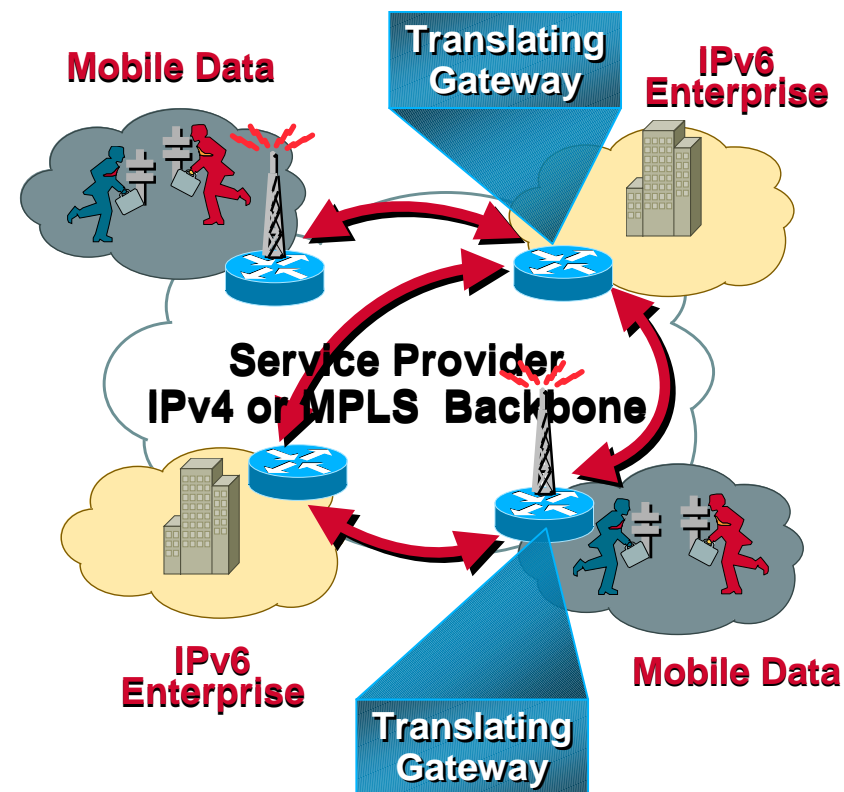 Translating
Gateway
Mobile Data
IPv6
Enterprise
Service Provider
IPv4 or MPLS Backbone
IPv6
Enterprise
Mobile Data
Translating
Gateway